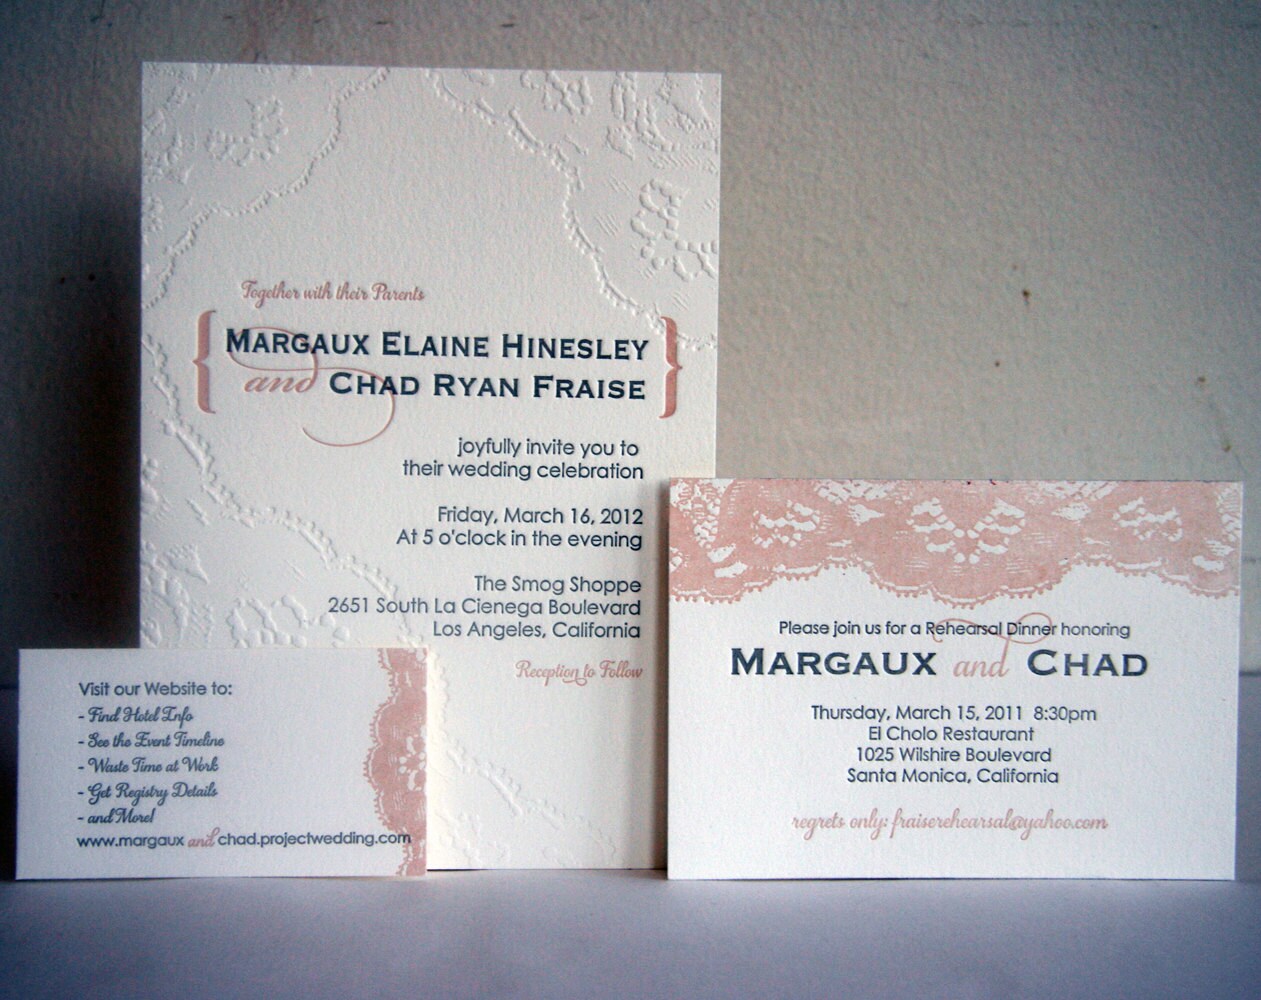 Together with their Parents
{ Margaux Elaine Hinesley
and Chad Ryan Fraise }
joyfully invite you to
their wedding celebration
Friday, March 16, 2012
At 5 o'clock in the evening
The Smog Shoppe
2651 South La Cienega Boulevard
Los Angeles, California
Reception to Follow
Visit our Website to:
- Find Hotel Info
- See the Event Timeline
- Waste Time at Work
- Get Registry Details
- and More!
www.margaux and chad.projectwedding.com
Please join us for a Rehearsal Dinner honoring
Margaux and Chad
Thursday, March 15, 2011 8:30pm
El Cholo Restaurant
1025 Wilshire Boulevard
Santa Monica, California
regrets only: fraiserehearsal@yahoo.com